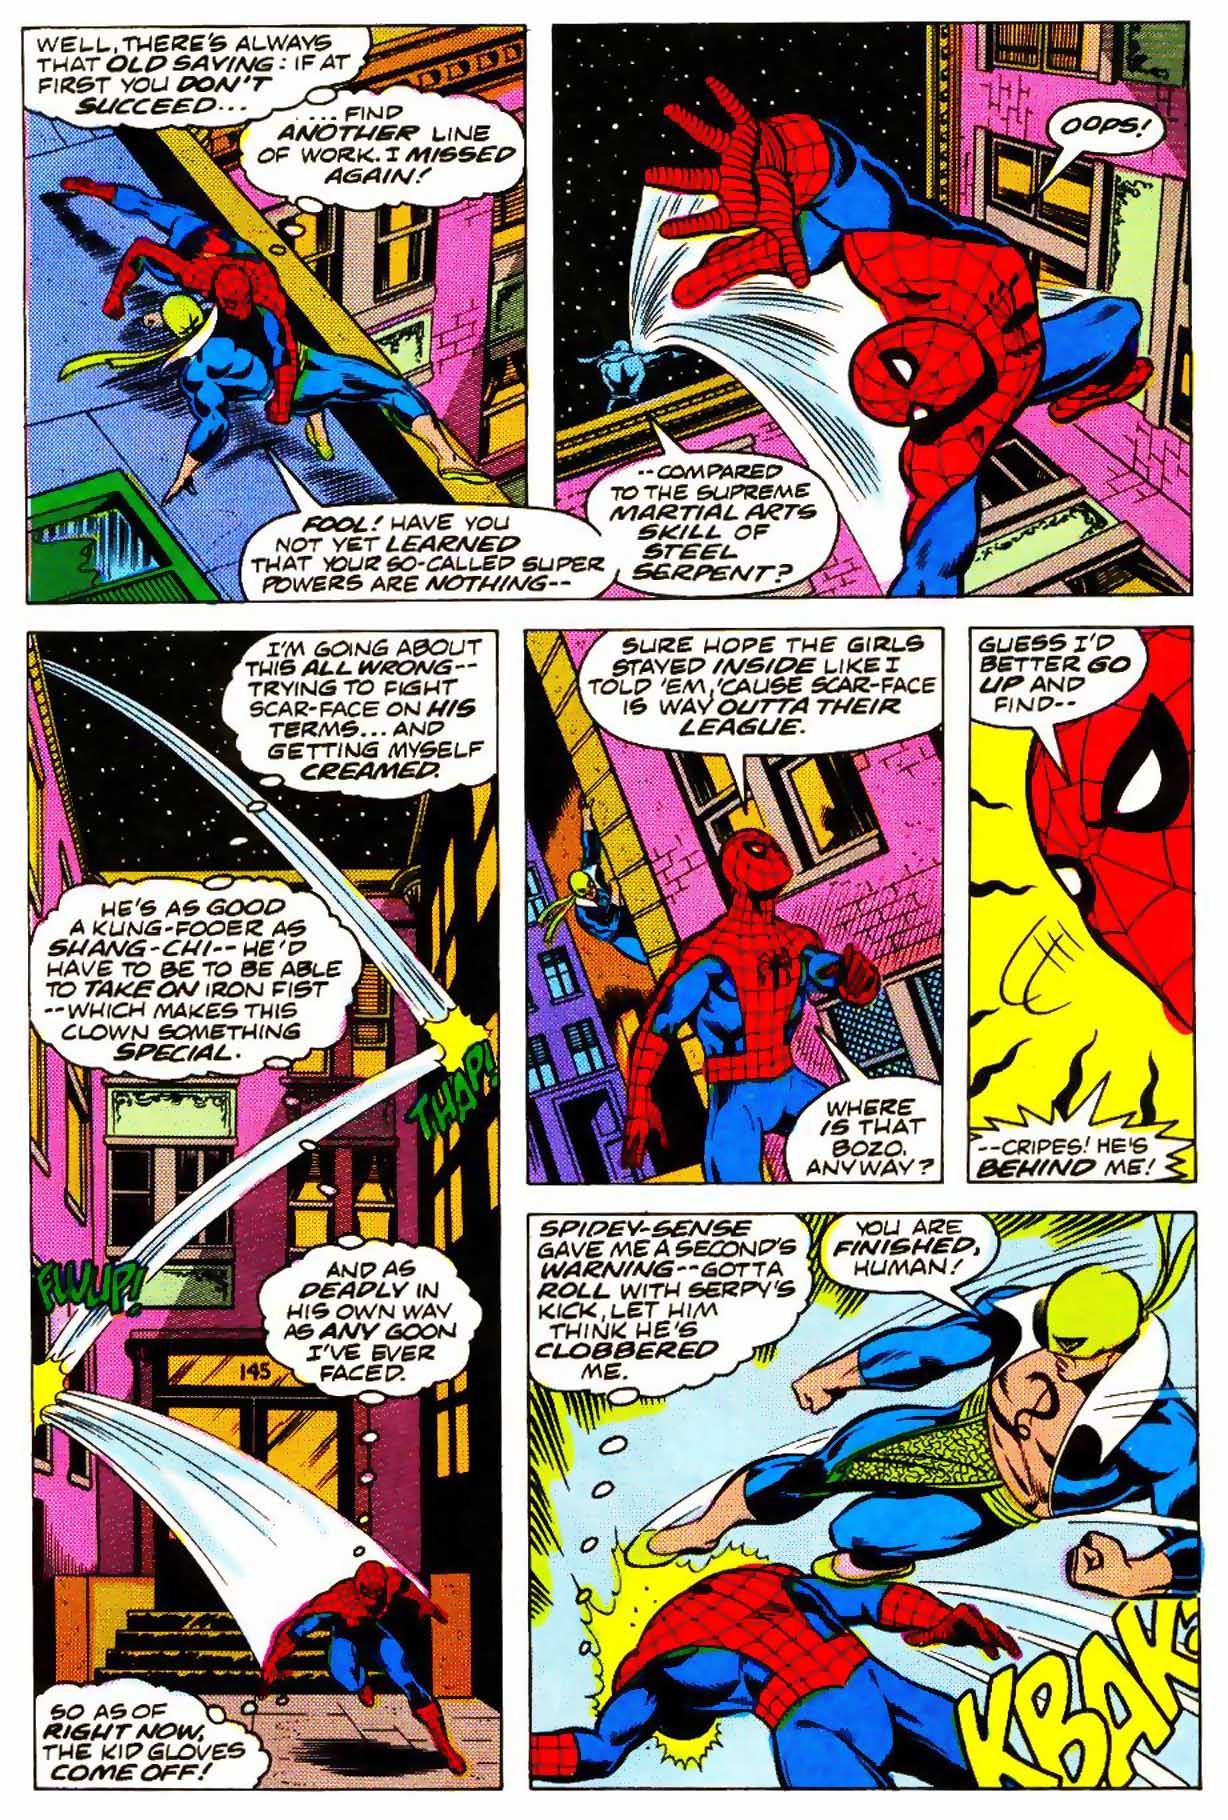 WELL, THERE'S ALWAYS
THAT OLD SAYING: IF AT
FIRST YOU DON'T
SUCCEED...
...FIND
ANOTHER LINE
OF WORK. I MISSED
AGAIN!
FOOL! HAVE YOU
NOT YET LEARNED
THAT YOUR SO-CALLED SUPER
POWERS ARE NOTHING--
OOPS!
--COMPARED
TO THE SUPREME
MARTIAL ARTS
SKILL OF
STEEL
SERPENT?
I'M GOING ABOUT
THIS ALL WRONG--
TRYING TO FIGHT
SCAR-FACE ON HIS
TERMS... AND
GETTING MYSELF
CREAMED.
HE'S AS GOOD
A KUNG-FOOER AS
SHANG-CHI-- HE'D
HAVE TO BE TO BE ABLE
TO TAKE ON IRON FIST
--WHICH MAKES THIS
CLOWN SOMETHING
SPECIAL.
THAP!
FWUP!
AND AS
DEADLY IN
HIS OWN WAY
AS ANY GOON
I'VE EVER
FACED.
145
SO AS OF
RIGHT NOW,
THE KID GLOVES
COME OFF!
SURE HOPE THE GIRLS
STAYED INSIDE LIKE I
TOLD 'EM, 'CAUSE SCAR-FACE
IS WAY OUTTA THEIR
LEAGUE.
WHERE
IS THAT
BOZO,
ANYWAY?
GUESS I'D
BETTER GO
UP AND
FIND--
--CRIPES! HE'S
BEHIND ME!
SPIDEY-SENSE
GAVE ME A SECOND'S
WARNING--GOTTA
ROLL WITH SERPY'S
KICK, LET HIM
THINK HE'S
CLOBBERED
ME.
YOU ARE
FINISHED,
HUMAN!
KBAK